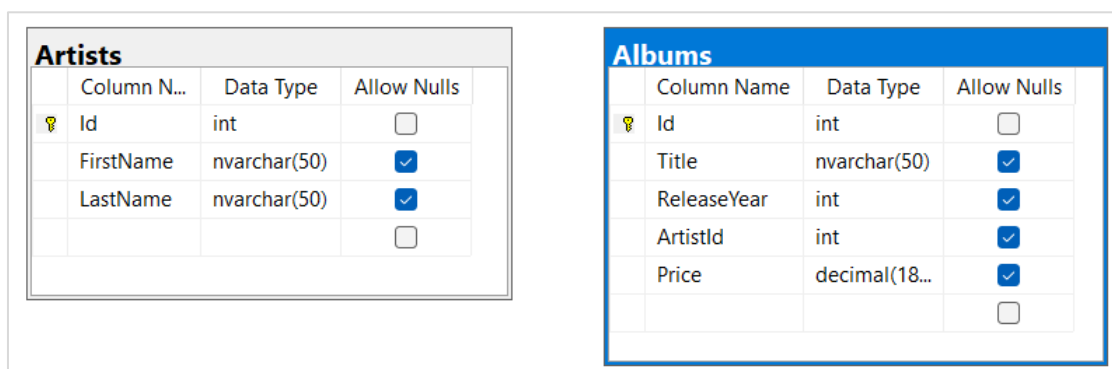 Artists
Column N... Data Type Allow Nulls
Id int
FirstName nvarchar(50)
LastName nvarchar(50)
Albums
Column Name Data Type Allow Nulls
Id int
Title nvarchar(50)
ReleaseYear int
ArtistId int
Price decimal(18...